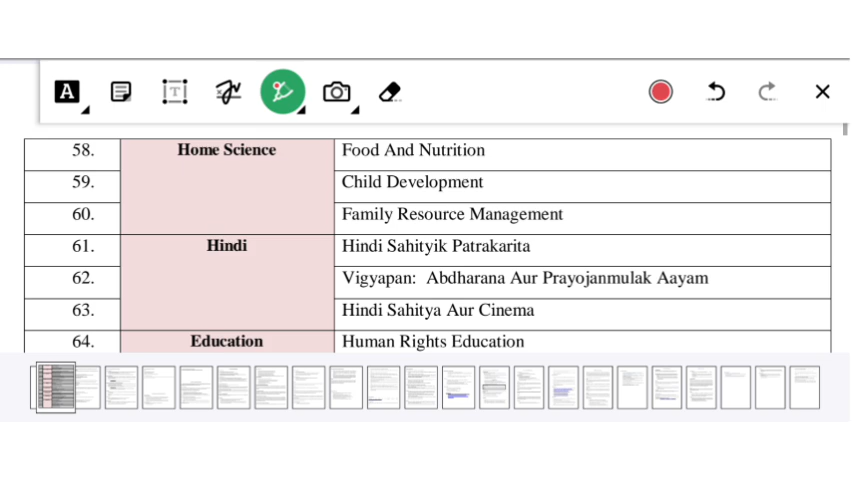 A
T
58. Home Science Food And Nutrition
59. Child Development
60. Family Resource Management
61. Hindi Hindi Sahityik Patrakarita
62. Vigyapan: Abdharana Aur Prayojanmulak Aayam
63. Hindi Sahitya Aur Cinema
64. Education Human Rights Education